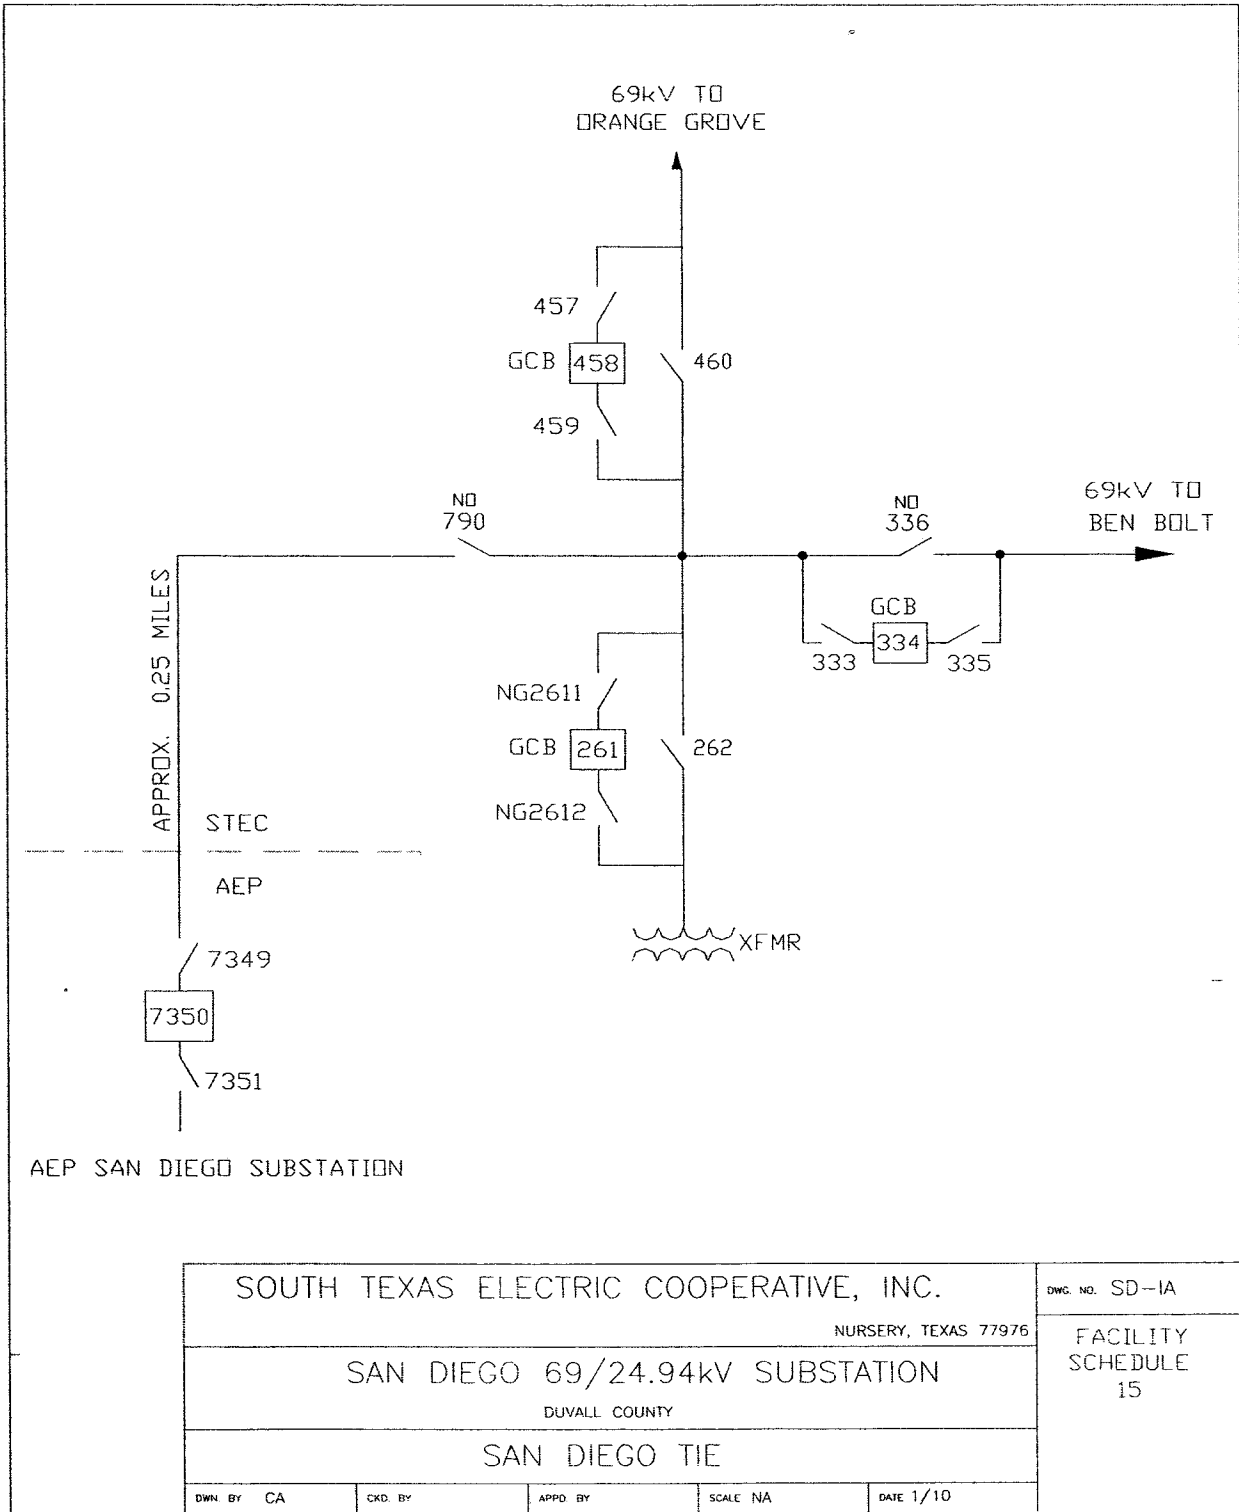 69kV TO
ORANGE GROVE
457
GCB 458
460
459
NO
790
NO
336
69kV TO
BEN BOLT
GCB
333 334 335
APPROX. 0.25 MILES
NG2611
GCB 261
262
NG2612
STEC
AEP
XFMR
7349
7350
7351
AEP SAN DIEGO SUBSTATION
SOUTH TEXAS ELECTRIC COOPERATIVE, INC.
NURSERY, TEXAS 77976
DWG. NO. SD-1A
FACILITY
SCHEDULE
15
SAN DIEGO 69/24.94kV SUBSTATION
DUVALL COUNTY
SAN DIEGO TIE
DWN. BY CA
CKD. BY
APPD. BY
SCALE NA
DATE 1/10